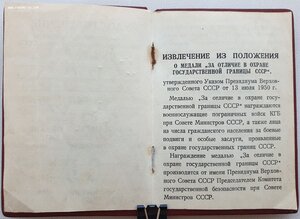 ИЗВЛЕЧЕНИЕ ИЗ ПОЛОЖЕНИЯ
О МЕДАЛИ „ЗА ОТЛИЧИЕ В ОХРАНЕ
ГОСУДАРСТВЕННОЙ ГРАНИЦЫ СССР“,
утвержденного Указом Президиума Верхов-
ного Совета СССР от 13 июля 1950 г.
Медалью „За отличие в охране госу-
дарственной границы СССР“ награждаются
военнослужащие пограничных войск КГБ
при Совете Министров СССР, а также лица
из числа гражданского населения за боевые
подвиги и особые заслуги, проявленные
в охране государственных границ СССР.
Награждение медалью „За отличие в
охране государственной границы СССР“
производится от имени Президиума Верхов-
ного Совета СССР Председателем Комитета
государственной безопасности при Совете
Министров СССР.